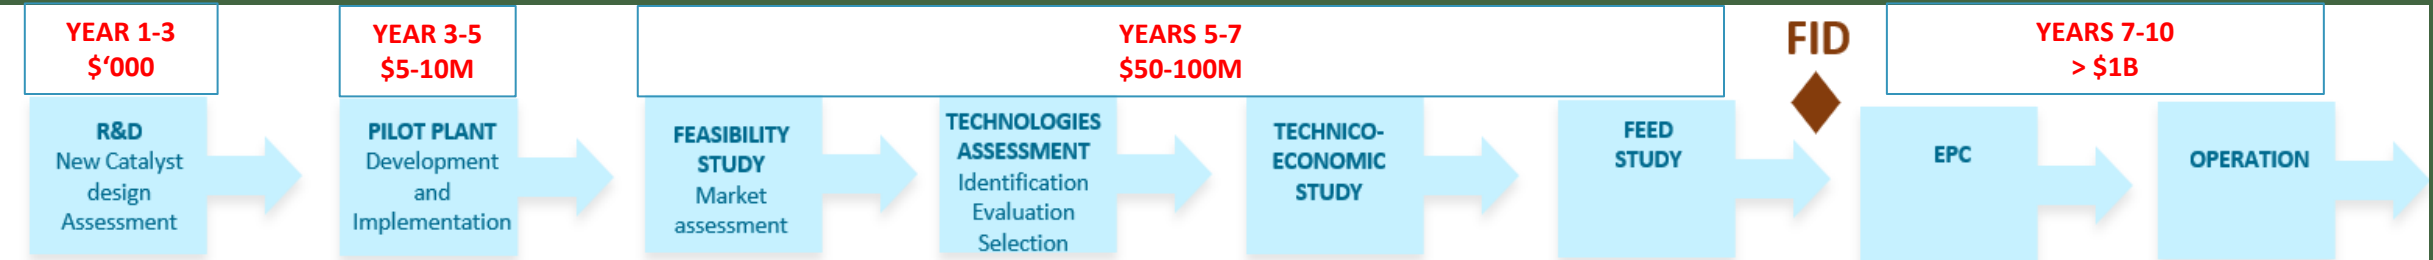 YEAR 1-3
$‘000
YEAR 3-5
$5-10M
YEARS 5-7
$50-100M
FID
YEARS 7-10
> $1B
R&D
New Catalyst
design
Assessment
PILOT PLANT
Development
and
Implementation
FEASIBILITY
STUDY
Market
assessment
TECHNOLOGIES
ASSESSMENT
Identification
Evaluation
Selection
TECHNICO-
ECONOMIC
STUDY
FEED
STUDY
EPC
OPERATION